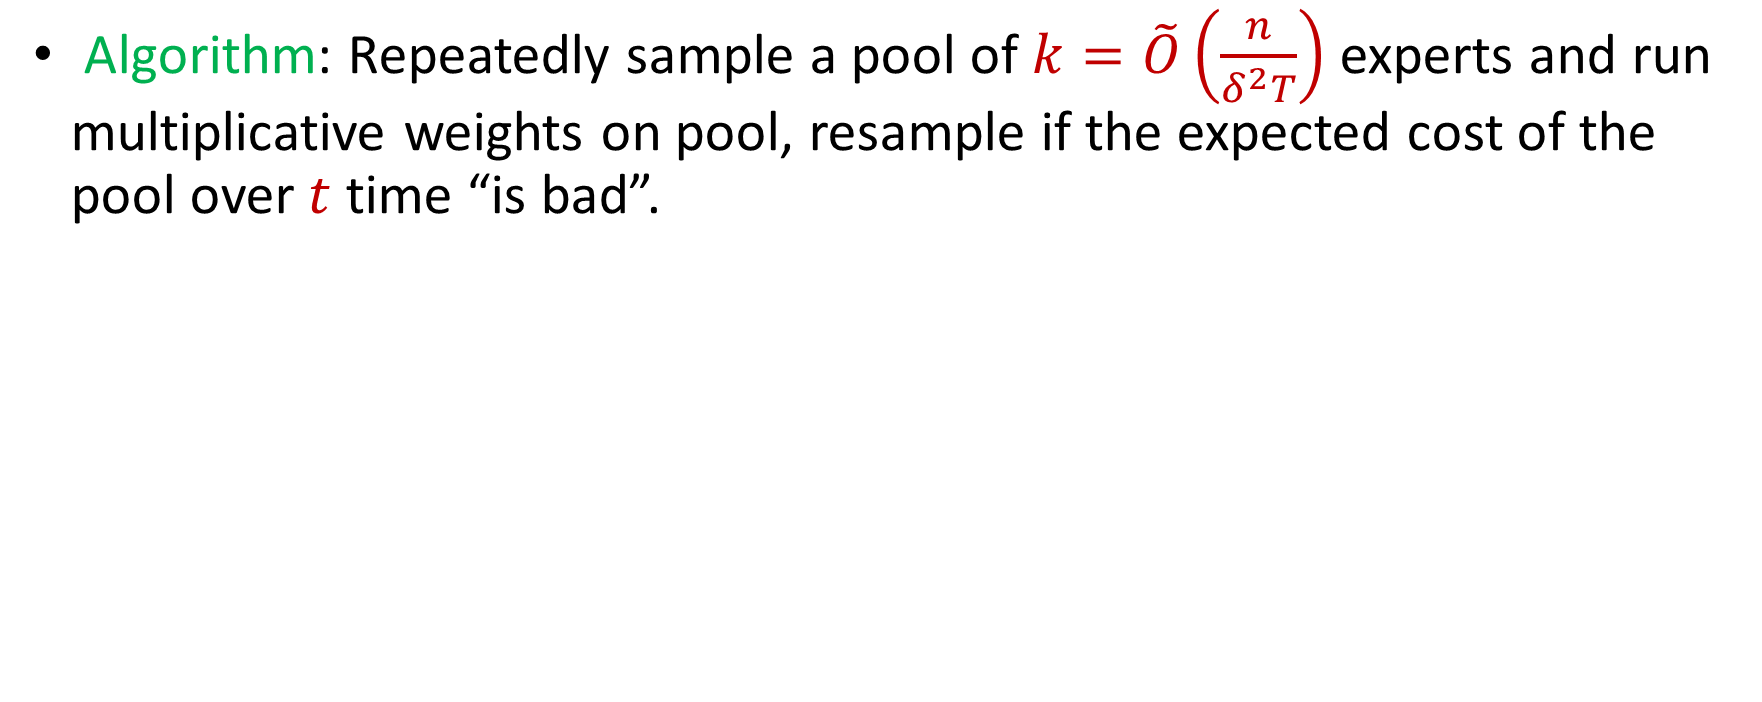 • Algorithm: Repeatedly sample a pool of k = Õ(n/δ²T) experts and run
multiplicative weights on pool, resample if the expected cost of the
pool over t time “is bad”.